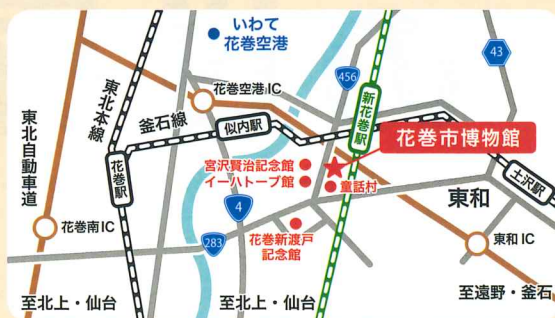 いわて
花巻空港
456
43
東北自動車道
東北本線
花巻空港IC
釜石線
似内駅
新花巻駅
花巻市博物館
花巻駅
宮沢賢治記念館
イーハトーブ館
童話村
土沢駅
東和
花巻南IC
4
283
花巻新渡戸
記念館
東和IC
至北上・仙台
至北上・仙台
至遠野・釜石